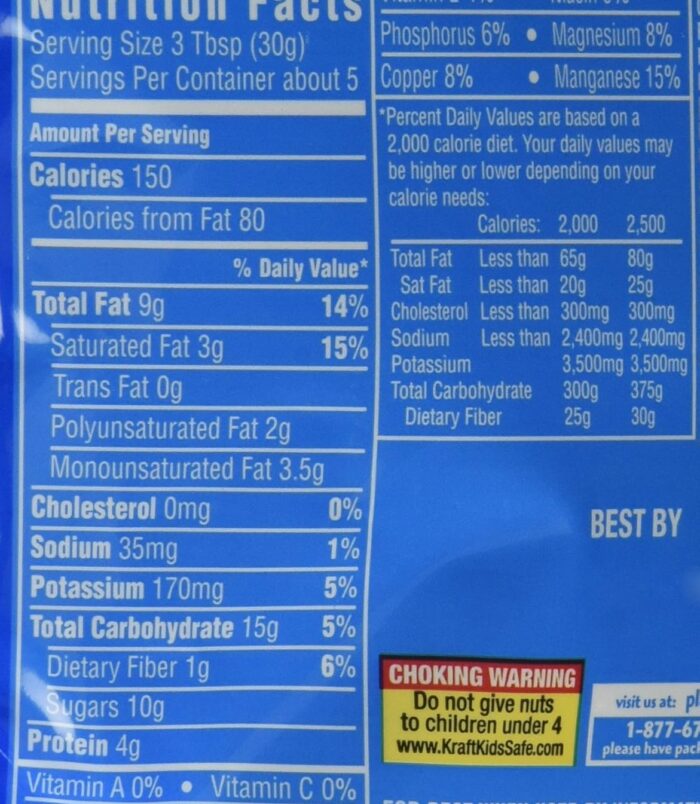 Nutrition Facts
Serving Size 3 Tbsp (30g)
Servings Per Container about 5
Amount Per Serving
Calories 150
Calories from Fat 80
% Daily Value*
Total Fat 9g 14%
Saturated Fat 3g 15%
Trans Fat 0g
Polyunsaturated Fat 2g
Monounsaturated Fat 3.5g
Cholesterol 0mg 0%
Sodium 35mg 1%
Potassium 170mg 5%
Total Carbohydrate 15g 5%
Dietary Fiber 1g 6%
Sugars 10g
Protein 4g
Vitamin A 0% • Vitamin C 0%
Phosphorus 6% • Magnesium 8%
Copper 8% • Manganese 15%
*Percent Daily Values are based on a
2,000 calorie diet. Your daily values may
be higher or lower depending on your
calorie needs:
Calories: 2,000 2,500
Total Fat Less than 65g 80g
Sat Fat Less than 20g 25g
Cholesterol Less than 300mg 300mg
Sodium Less than 2,400mg 2,400mg
Potassium 3,500mg 3,500mg
Total Carbohydrate 300g 375g
Dietary Fiber 25g 30g
BEST BY
CHOKING WARNING
Do not give nuts
to children under 4
www.KraftKidsSafe.com
visit us at: pl
1-877-67
please have pack